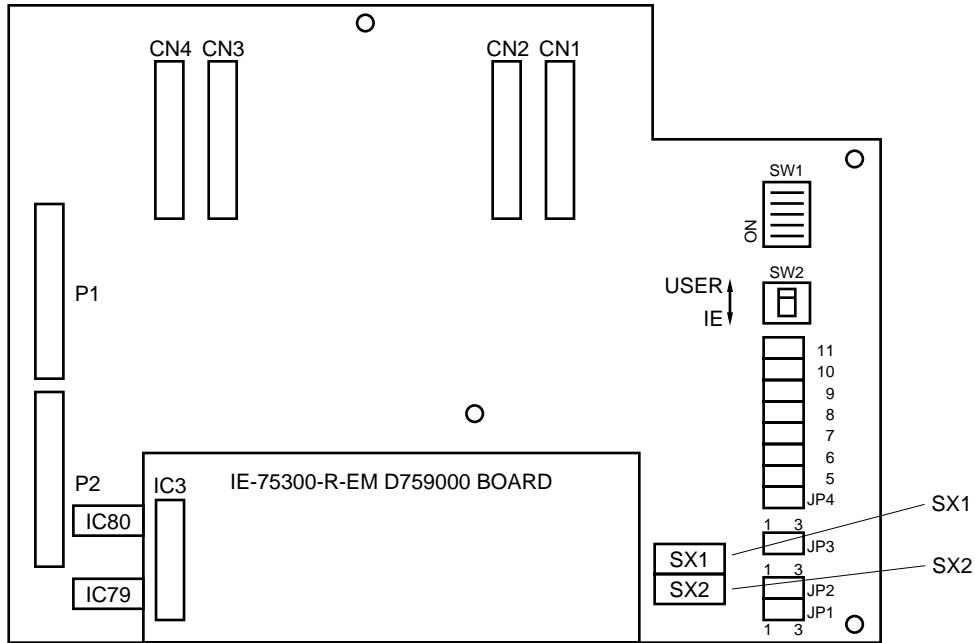 CN4 CN3 CN2 CN1
SW1
ON
SW2
USER
IE
P1
11
10
9
8
7
6
5
JP4
P2
IC3
IE-75300-R-EM D759000 BOARD
IC80
SX1
1 3
JP3
SX1
SX2
1 3
JP2
SX2
IC79
JP1
1 3